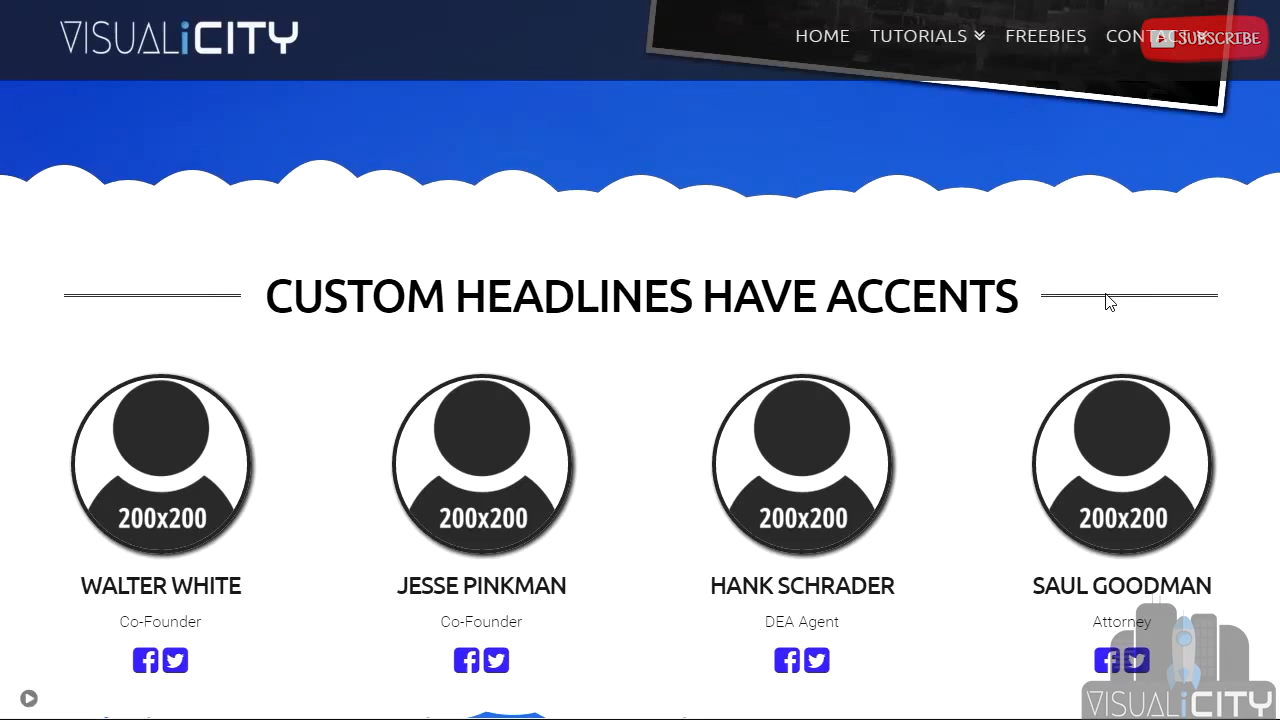 VISUALiCITY
HOME TUTORIALS FREEBIES CONTACT
SUBSCRIBE
CUSTOM HEADLINES HAVE ACCENTS
200x200 200x200 200x200 200x200
WALTER WHITE JESSE PINKMAN HANK SCHRADER SAUL GOODMAN
Co-Founder Co-Founder DEA Agent Attorney
VISUALiCITY